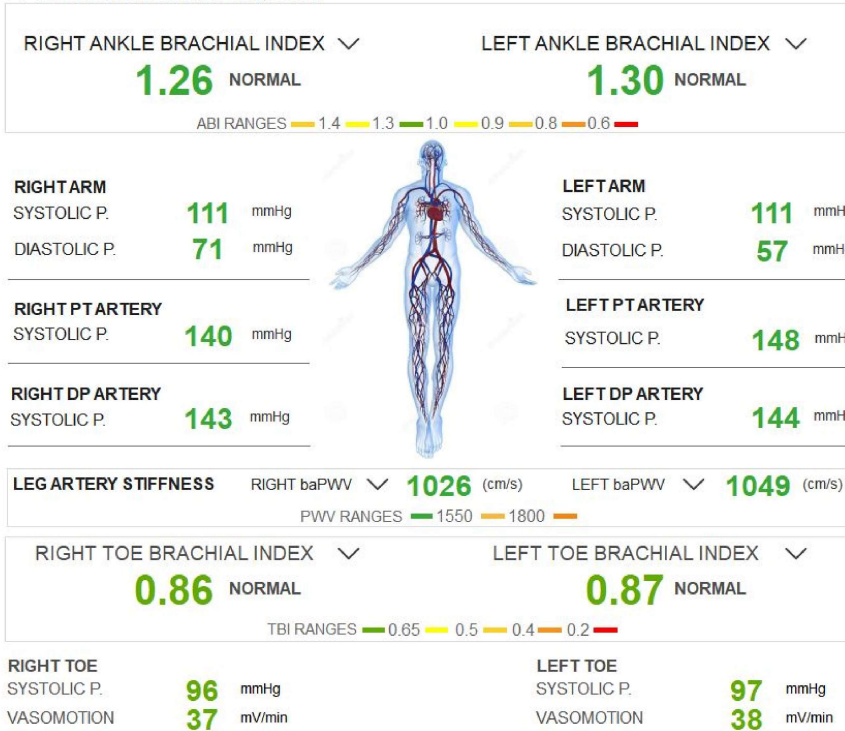 RIGHT ANKLE BRACHIAL INDEX LEFT ANKLE BRACHIAL INDEX
1.26 NORMAL 1.30 NORMAL
ABI RANGES 1.4 1.3 1.0 0.9 0.8 0.6
RIGHT ARM LEFT ARM
SYSTOLIC P. 111 mmHg SYSTOLIC P. 111 mmH
DIASTOLIC P. 71 mmHg DIASTOLIC P. 57 mmH
RIGHT PT ARTERY LEFT PT ARTERY
SYSTOLIC P. 140 mmHg SYSTOLIC P. 148 mmH
RIGHT DP ARTERY LEFT DP ARTERY
SYSTOLIC P. 143 mmHg SYSTOLIC P. 144 mmH
LEG ARTERY STIFFNESS RIGHT baPWV 1026 (cm/s) LEFT baPWV 1049 (cm/s)
PWV RANGES 1550 1800
RIGHT TOE BRACHIAL INDEX LEFT TOE BRACHIAL INDEX
0.86 NORMAL 0.87 NORMAL
TBI RANGES 0.65 0.5 0.4 0.2
RIGHT TOE LEFT TOE
SYSTOLIC P. 96 mmHg SYSTOLIC P. 97 mmHg
VASOMOTION 37 mV/min VASOMOTION 38 mV/min